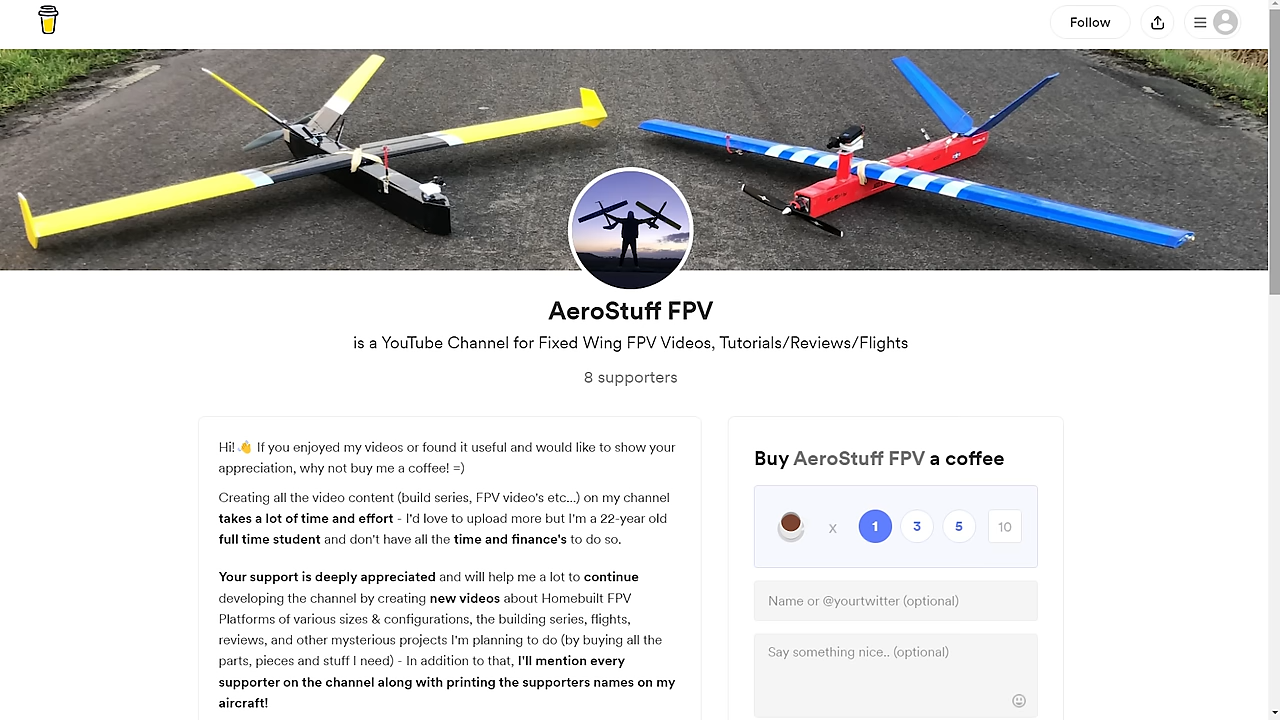 Follow
AeroStuff FPV
is a YouTube Channel for Fixed Wing FPV Videos, Tutorials/Reviews/Flights
8 supporters
Hi! 👋 If you enjoyed my videos or found it useful and would like to show your
appreciation, why not buy me a coffee! =)
Creating all the video content (build series, FPV video's etc...) on my channel
takes a lot of time and effort - I'd love to upload more but I'm a 22-year old
full time student and don't have all the time and finance's to do so.
Your support is deeply appreciated and will help me a lot to continue
developing the channel by creating new videos about Homebuilt FPV
Platforms of various sizes & configurations, the building series, flights,
reviews, and other mysterious projects I'm planning to do (by buying all the
parts, pieces and stuff I need) - In addition to that, I'll mention every
supporter on the channel along with printing the supporters names on my
aircraft!
Buy AeroStuff FPV a coffee
x 1 3 5 10
Name or @yourtwitter (optional)
Say something nice.. (optional)